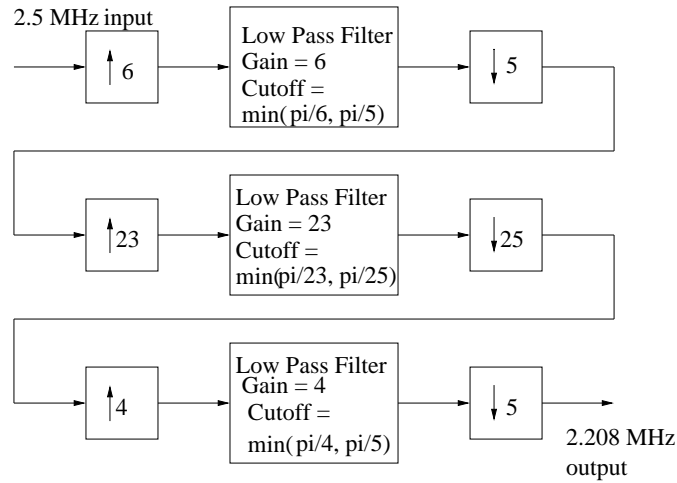 2.5 MHz input
↑ 6
Low Pass Filter
Gain = 6
Cutoff =
min(pi/6, pi/5)
↓ 5
↑ 23
Low Pass Filter
Gain = 23
Cutoff =
min(pi/23, pi/25)
↓ 25
↑ 4
Low Pass Filter
Gain = 4
Cutoff =
min(pi/4, pi/5)
↓ 5
2.208 MHz
output